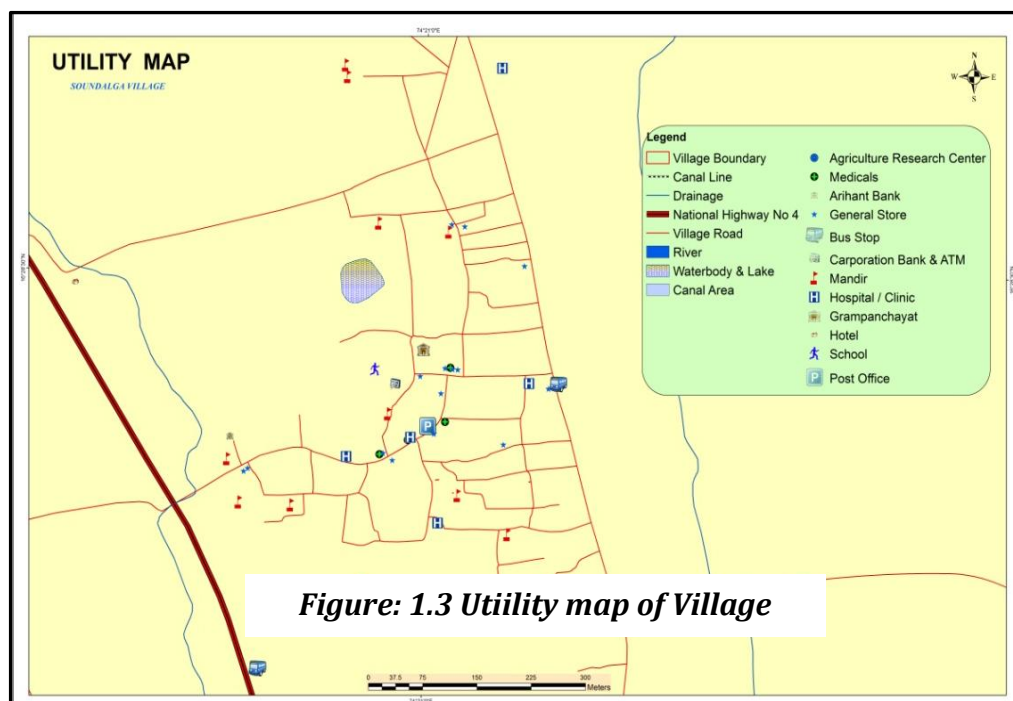 74°21'0"E
UTILITY MAP
SOUNDALGA VILLAGE
N
W E
S
Legend
Village Boundary
Canal Line
Drainage
National Highway No 4
Village Road
River
Waterbody & Lake
Canal Area
Agriculture Research Center
Medicals
Arihant Bank
General Store
Bus Stop
Carporation Bank & ATM
Mandir
Hospital / Clinic
Grampanchayat
Hotel
School
Post Office
Figure: 1.3 Utiility map of Village
0 37.5 75 150 225 300
Meters